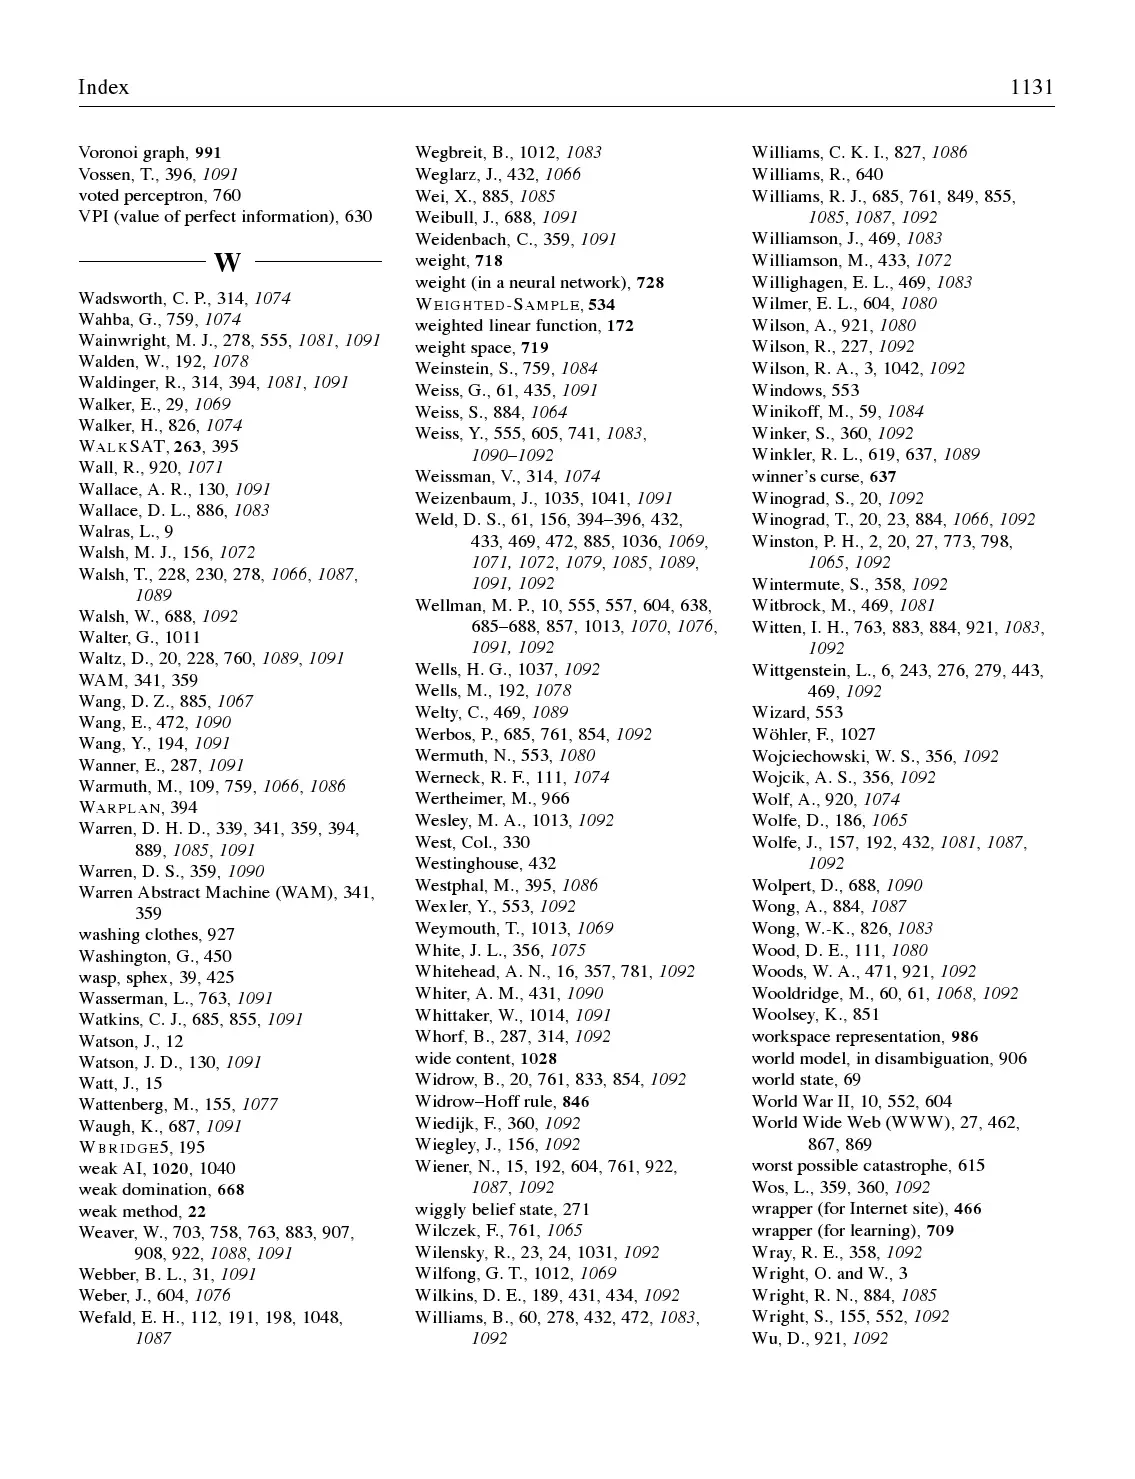 Index
1131
Voronoi graph, 991
Vossen, T., 396, 1091
voted perceptron, 760
VPI (value of perfect information), 630
W
Wadsworth, C. P., 314, 1074
Wahba, G., 759, 1074
Wainwright, M. J., 278, 555, 1081, 1091
Walden, W., 192, 1078
Waldinger, R., 314, 394, 1081, 1091
Walker, E., 29, 1069
Walker, H., 826, 1074
WALKSAT, 263, 395
Wall, R., 920, 1071
Wallace, A. R., 130, 1091
Wallace, D. L., 886, 1083
Walras, L., 9
Walsh, M. J., 156, 1072
Walsh, T., 228, 230, 278, 1066, 1087,
1089
Walsh, W., 688, 1092
Walter, G., 1011
Waltz, D., 20, 228, 760, 1089, 1091
WAM, 341, 359
Wang, D. Z., 885, 1067
Wang, E., 472, 1090
Wang, Y., 194, 1091
Wanner, E., 287, 1091
Warmuth, M., 109, 759, 1066, 1086
WARPLAN, 394
Warren, D. H. D., 339, 341, 359, 394,
889, 1085, 1091
Warren, D. S., 359, 1090
Warren Abstract Machine (WAM), 341,
359
washing clothes, 927
Washington, G., 450
wasp, sphex, 39, 425
Wasserman, L., 763, 1091
Watkins, C. J., 685, 855, 1091
Watson, J., 12
Watson, J. D., 130, 1091
Watt, J., 15
Wattenberg, M., 155, 1077
Waugh, K., 687, 1091
WBRIDGE5, 195
weak AI, 1020, 1040
weak domination, 668
weak method, 22
Weaver, W., 703, 758, 763, 883, 907,
908, 922, 1088, 1091
Webber, B. L., 31, 1091
Weber, J., 604, 1076
Wefald, E. H., 112, 191, 198, 1048,
1087
Wegbreit, B., 1012, 1083
Weglarz, J., 432, 1066
Wei, X., 885, 1085
Weibull, J., 688, 1091
Weidenbach, C., 359, 1091
weight, 718
weight (in a neural network), 728
WEIGHTED-SAMPLE, 534
weighted linear function, 172
weight space, 719
Weinstein, S., 759, 1084
Weiss, G., 61, 435, 1091
Weiss, S., 884, 1064
Weiss, Y., 555, 605, 741, 1083,
1090–1092
Weissman, V., 314, 1074
Weizenbaum, J., 1035, 1041, 1091
Weld, D. S., 61, 156, 394–396, 432,
433, 469, 472, 885, 1036, 1069,
1071, 1072, 1079, 1085, 1089,
1091, 1092
Wellman, M. P., 10, 555, 557, 604, 638,
685–688, 857, 1013, 1070, 1076,
1091, 1092
Wells, H. G., 1037, 1092
Wells, M., 192, 1078
Welty, C., 469, 1089
Werbos, P., 685, 761, 854, 1092
Wermuth, N., 553, 1080
Werneck, R. F., 111, 1074
Wertheimer, M., 966
Wesley, M. A., 1013, 1092
West, Col., 330
Westinghouse, 432
Westphal, M., 395, 1086
Wexler, Y., 553, 1092
Weymouth, T., 1013, 1069
White, J. L., 356, 1075
Whitehead, A. N., 16, 357, 781, 1092
Whiter, A. M., 431, 1090
Whittaker, W., 1014, 1091
Whorf, B., 287, 314, 1092
wide content, 1028
Widrow, B., 20, 761, 833, 854, 1092
Widrow–Hoff rule, 846
Wiedijk, F., 360, 1092
Wiegley, J., 156, 1092
Wiener, N., 15, 192, 604, 761, 922,
1087, 1092
wiggly belief state, 271
Wilczek, F., 761, 1065
Wilensky, R., 23, 24, 1031, 1092
Wilfong, G. T., 1012, 1069
Wilkins, D. E., 189, 431, 434, 1092
Williams, B., 60, 278, 432, 472, 1083,
1092
Williams, C. K. I., 827, 1086
Williams, R., 640
Williams, R. J., 685, 761, 849, 855,
1085, 1087, 1092
Williamson, J., 469, 1083
Williamson, M., 433, 1072
Willighagen, E. L., 469, 1083
Wilmer, E. L., 604, 1080
Wilson, A., 921, 1080
Wilson, R., 227, 1092
Wilson, R. A., 3, 1042, 1092
Windows, 553
Winikoff, M., 59, 1084
Winker, S., 360, 1092
Winkler, R. L., 619, 637, 1089
winner's curse, 637
Winograd, S., 20, 1092
Winograd, T., 20, 23, 884, 1066, 1092
Winston, P. H., 2, 20, 27, 773, 798,
1065, 1092
Wintermute, S., 358, 1092
Witbrock, M., 469, 1081
Witten, I. H., 763, 883, 884, 921, 1083,
1092
Wittgenstein, L., 6, 243, 276, 279, 443,
469, 1092
Wizard, 553
Wöhler, F., 1027
Wojciechowski, W. S., 356, 1092
Wojcik, A. S., 356, 1092
Wolf, A., 920, 1074
Wolfe, D., 186, 1065
Wolfe, J., 157, 192, 432, 1081, 1087,
1092
Wolpert, D., 688, 1090
Wong, A., 884, 1087
Wong, W.-K., 826, 1083
Wood, D. E., 111, 1080
Woods, W. A., 471, 921, 1092
Wooldridge, M., 60, 61, 1068, 1092
Woolsey, K., 851
workspace representation, 986
world model, in disambiguation, 906
world state, 69
World War II, 10, 552, 604
World Wide Web (WWW), 27, 462,
867, 869
worst possible catastrophe, 615
Wos, L., 359, 360, 1092
wrapper (for Internet site), 466
wrapper (for learning), 709
Wray, R. E., 358, 1092
Wright, O. and W., 3
Wright, R. N., 884, 1085
Wright, S., 155, 552, 1092
Wu, D., 921, 1092